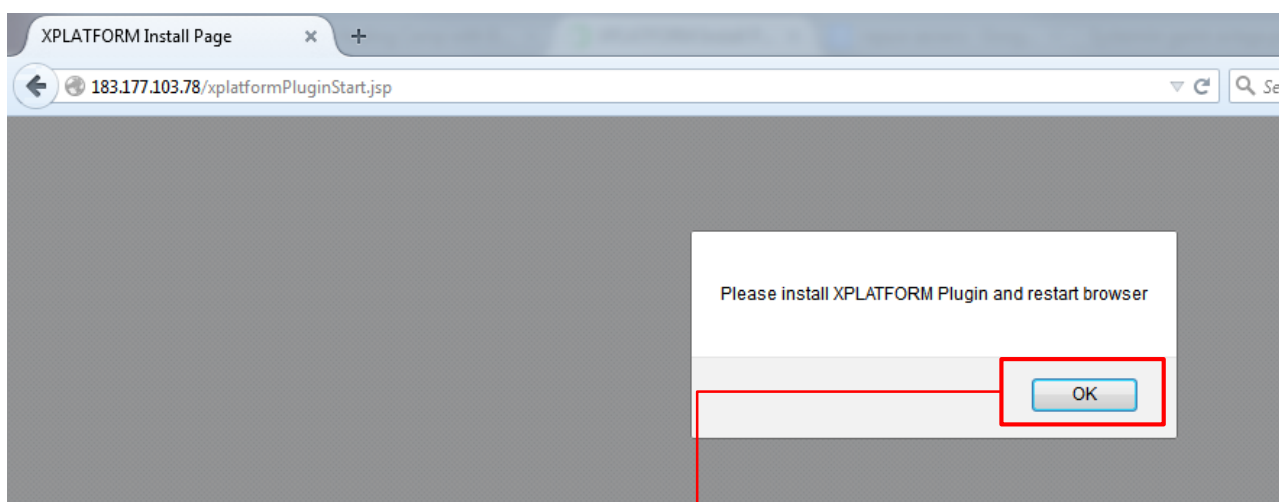 XPLATFORM Install Page
183.177.103.78/xplatformPluginStart.jsp
Please install XPLATFORM Plugin and restart browser
OK